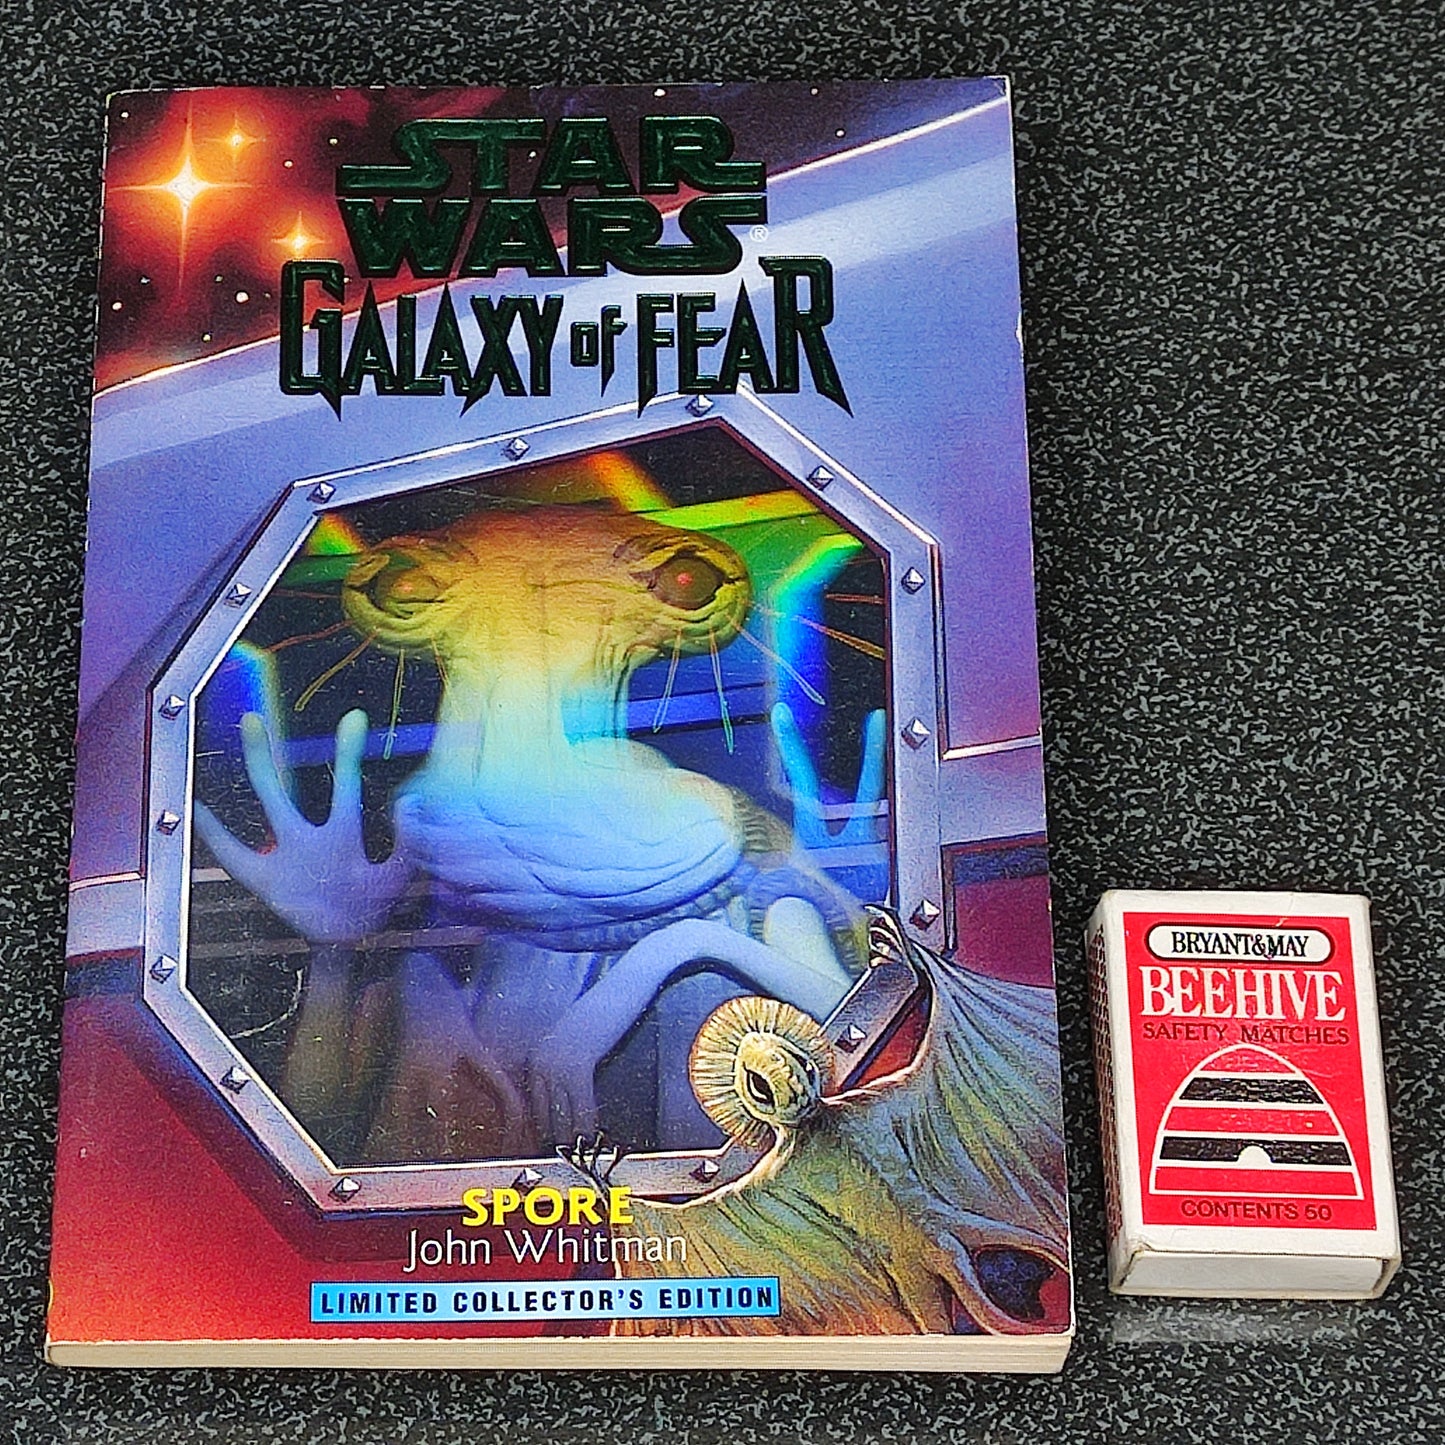 STAR
WARS®
GALAXY OF FEAR
SPORE
John Whitman
LIMITED COLLECTOR'S EDITION
BRYANT&MAY
BEEHIVE
SAFETY MATCHES
CONTENTS 50